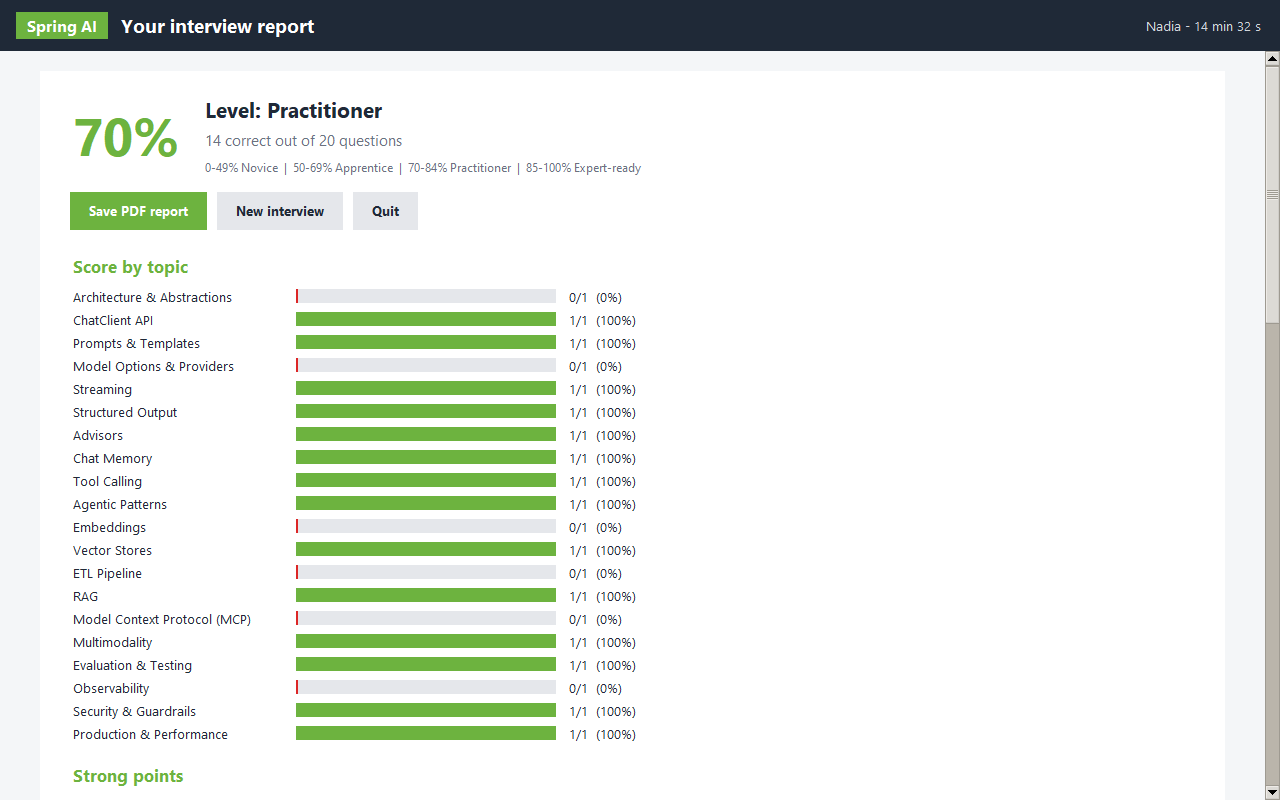 Spring AI Your interview report Nadia - 14 min 32 s
70%
Level: Practitioner
14 correct out of 20 questions
0-49% Novice | 50-69% Apprentice | 70-84% Practitioner | 85-100% Expert-ready
Save PDF report New interview Quit
Score by topic
Architecture & Abstractions 0/1 (0%)
ChatClient API 1/1 (100%)
Prompts & Templates 1/1 (100%)
Model Options & Providers 0/1 (0%)
Streaming 1/1 (100%)
Structured Output 1/1 (100%)
Advisors 1/1 (100%)
Chat Memory 1/1 (100%)
Tool Calling 1/1 (100%)
Agentic Patterns 1/1 (100%)
Embeddings 0/1 (0%)
Vector Stores 1/1 (100%)
ETL Pipeline 0/1 (0%)
RAG 1/1 (100%)
Model Context Protocol (MCP) 0/1 (0%)
Multimodality 1/1 (100%)
Evaluation & Testing 1/1 (100%)
Observability 0/1 (0%)
Security & Guardrails 1/1 (100%)
Production & Performance 1/1 (100%)
Strong points